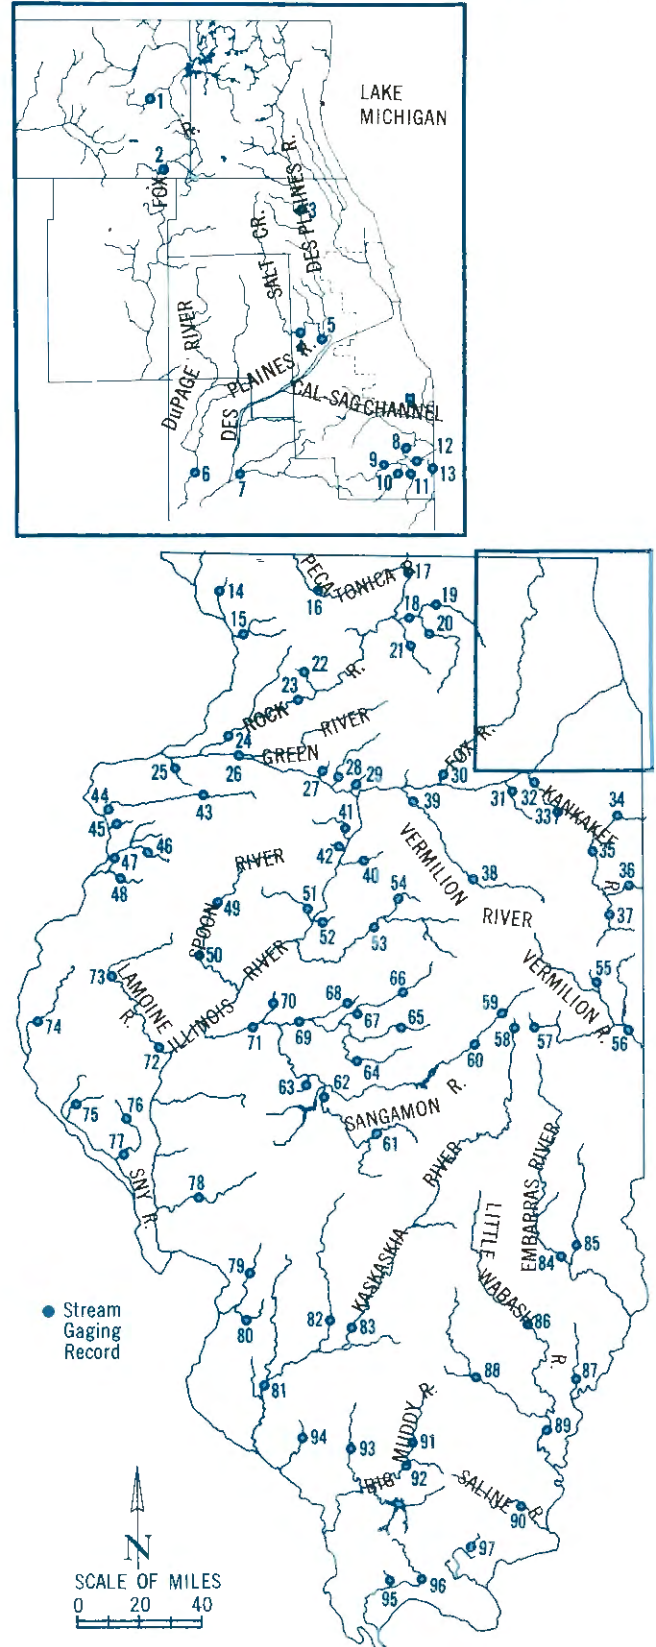 LAKE
MICHIGAN
1
R.
2
FOX
3
DES PLAINES R.
SALT CR.
5
DuPAGE RIVER
DES PLAINES R.
CAL-SAG CHANNEL
8
12
9
13
6
7
10
11
PECATONICA R.
17
14
16
18
19
15
20
21
22
23
ROCK R.
24
GREEN RIVER
FOX R.
25
26
27
28
29
30
31
32
KANKAKEE R.
33
34
43
39
44
45
41
46
47
42
40
35
48
RIVER
VERMILION RIVER
38
36
49
SPOON
51
54
37
52
53
50
ILLINOIS RIVER
VERMILION R.
55
73
LAMOINE R.
70
68
66
59
74
71
69
67
65
58
57
56
72
60
64
63
62
SANGAMON R.
75
76
61
77
SNY R.
78
KASKASKIA RIVER
LITTLE WABASH R.
EMBARRAS RIVER
85
84
79
80
82
83
86
Stream
Gaging
Record
88
87
81
89
94
93
BIG MUDDY R.
91
92
SALINE R.
90
97
N
95
96
SCALE OF MILES
0 20 40